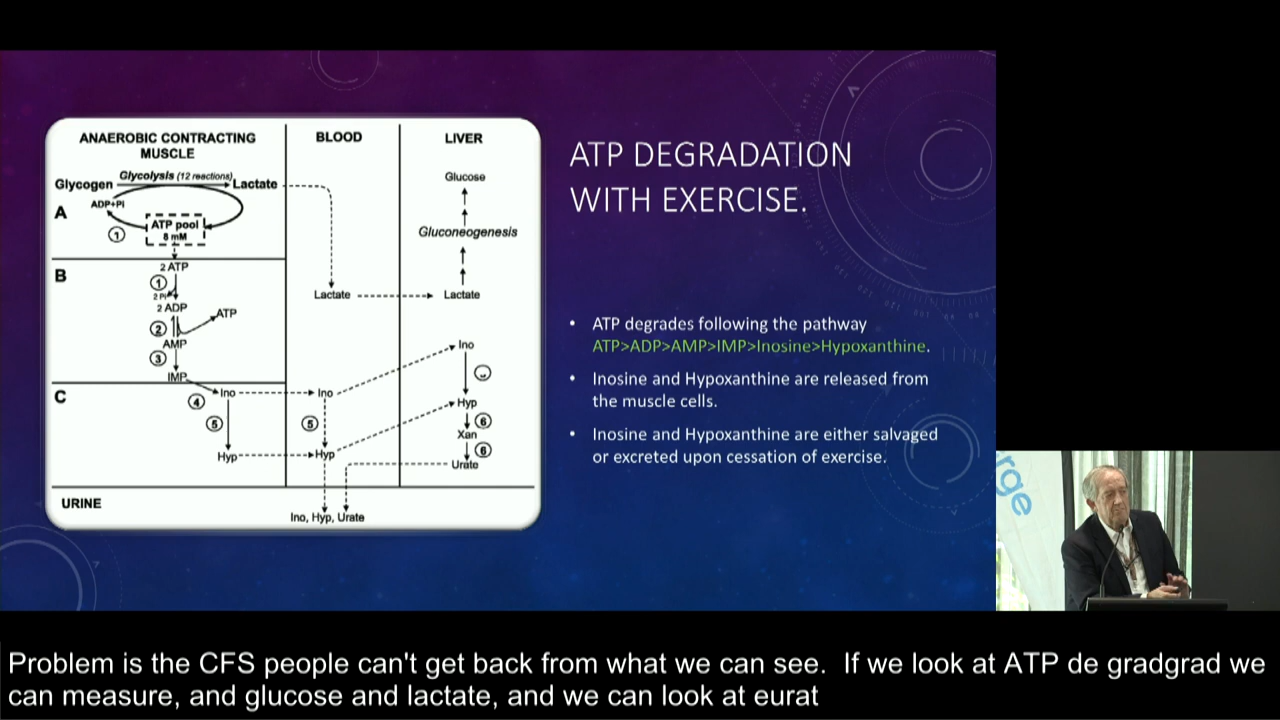 ANAEROBIC CONTRACTING
MUSCLE
BLOOD
LIVER
Glycolysis (12 reactions)
Glycogen
Lactate
Glucose
ADP+Pi
A
ATP pool
8 mM
1
Gluconeogenesis
B
2 ATP
1
2 Pi
2 ADP
ATP
2
AMP
3
IMP
Lactate
Lactate
Ino
C
Ino
Ino
4
5
5
Hyp
6
Xan
6
Hyp
Hyp
Urate
URINE
Ino, Hyp, Urate
ATP DEGRADATION
WITH EXERCISE.
• ATP degrades following the pathway
ATP>ADP>AMP>IMP>Inosine>Hypoxanthine.
• Inosine and Hypoxanthine are released from
the muscle cells.
• Inosine and Hypoxanthine are either salvaged
or excreted upon cessation of exercise.
rge
Problem is the CFS people can't get back from what we can see. If we look at ATP de gradgrad we
can measure, and glucose and lactate, and we can look at eurat